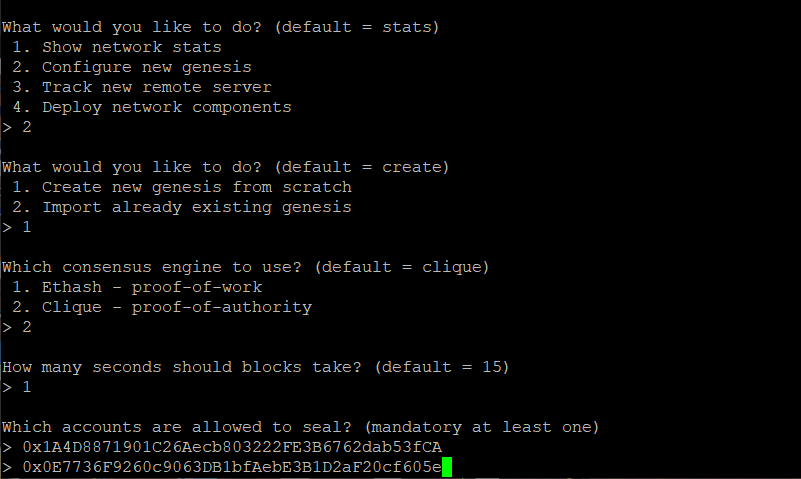 What would you like to do? (default = stats)
1. Show network stats
2. Configure new genesis
3. Track new remote server
4. Deploy network components
> 2
What would you like to do? (default = create)
1. Create new genesis from scratch
2. Import already existing genesis
> 1
Which consensus engine to use? (default = clique)
1. Ethash - proof-of-work
2. Clique - proof-of-authority
> 2
How many seconds should blocks take? (default = 15)
> 1
Which accounts are allowed to seal? (mandatory at least one)
> 0x1A4D8871901C26Aecb803222FE3B6762dab53fCA
> 0x0E7736F9260c9063DB1bfAebE3B1D2aF20cf605e